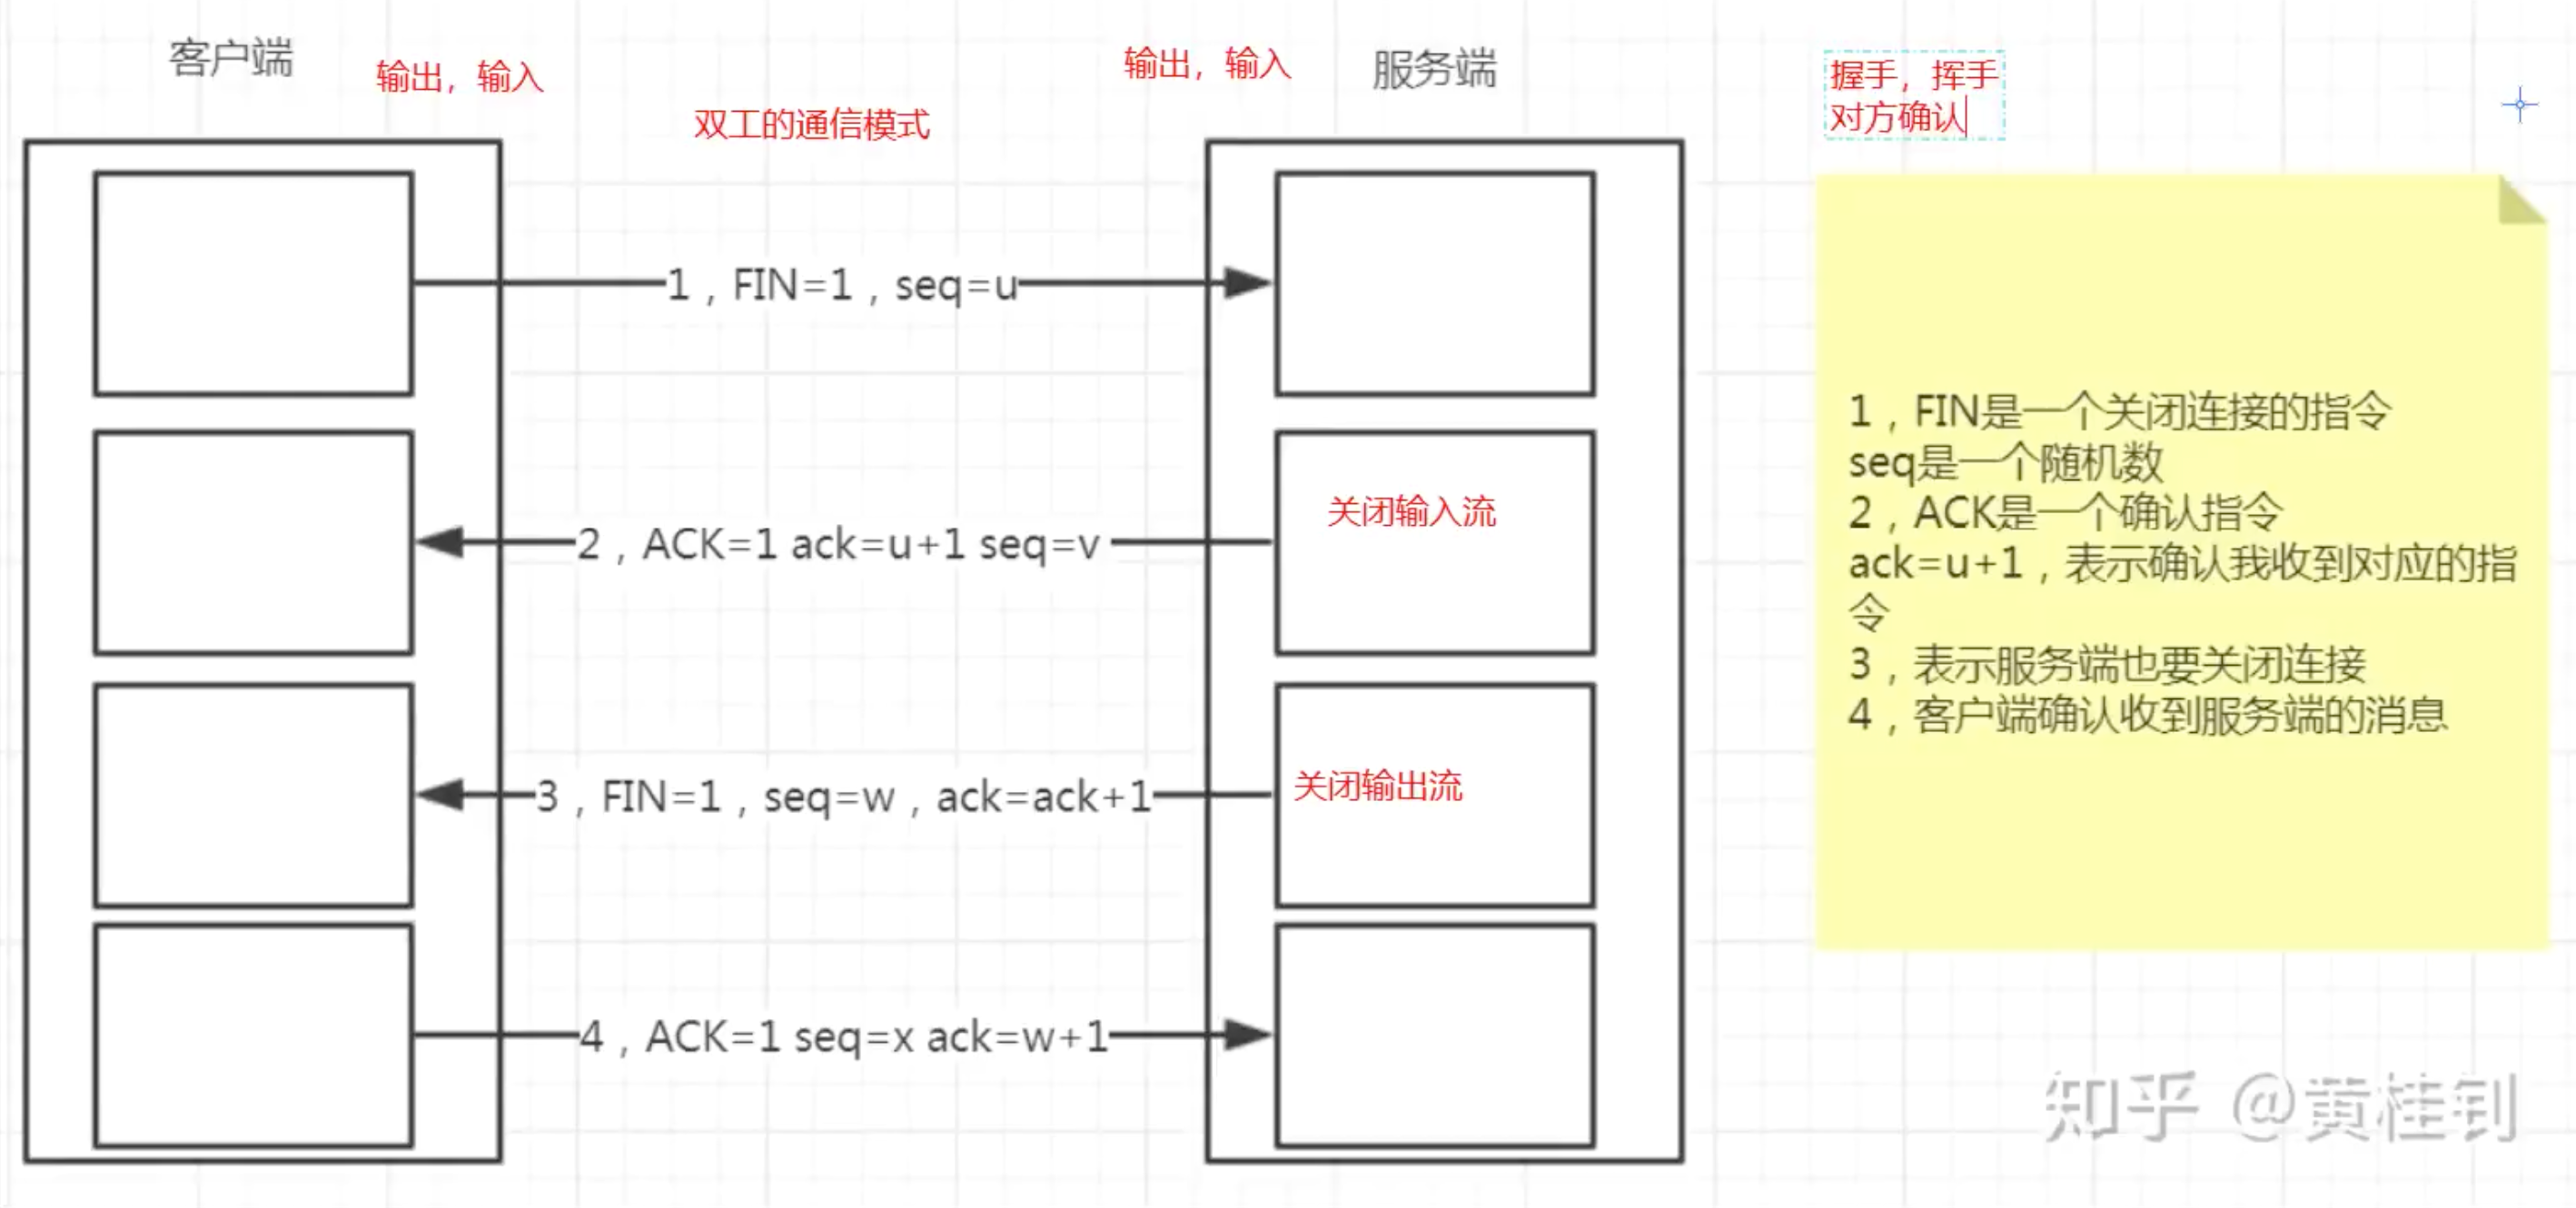 客户端
输出，输入
双工的通信模式
输出，输入
服务端
握手，挥手
对方确认
1，FIN=1，seq=u
2，ACK=1 ack=u+1 seq=v
关闭输入流
3，FIN=1，seq=w，ack=ack+1
关闭输出流
4，ACK=1 seq=x ack=w+1
1，FIN是一个关闭连接的指令
seq是一个随机数
2，ACK是一个确认指令
ack=u+1，表示确认我收到对应的指
令
3，表示服务端也要关闭连接
4，客户端确认收到服务端的消息
知乎 @黄桂钊